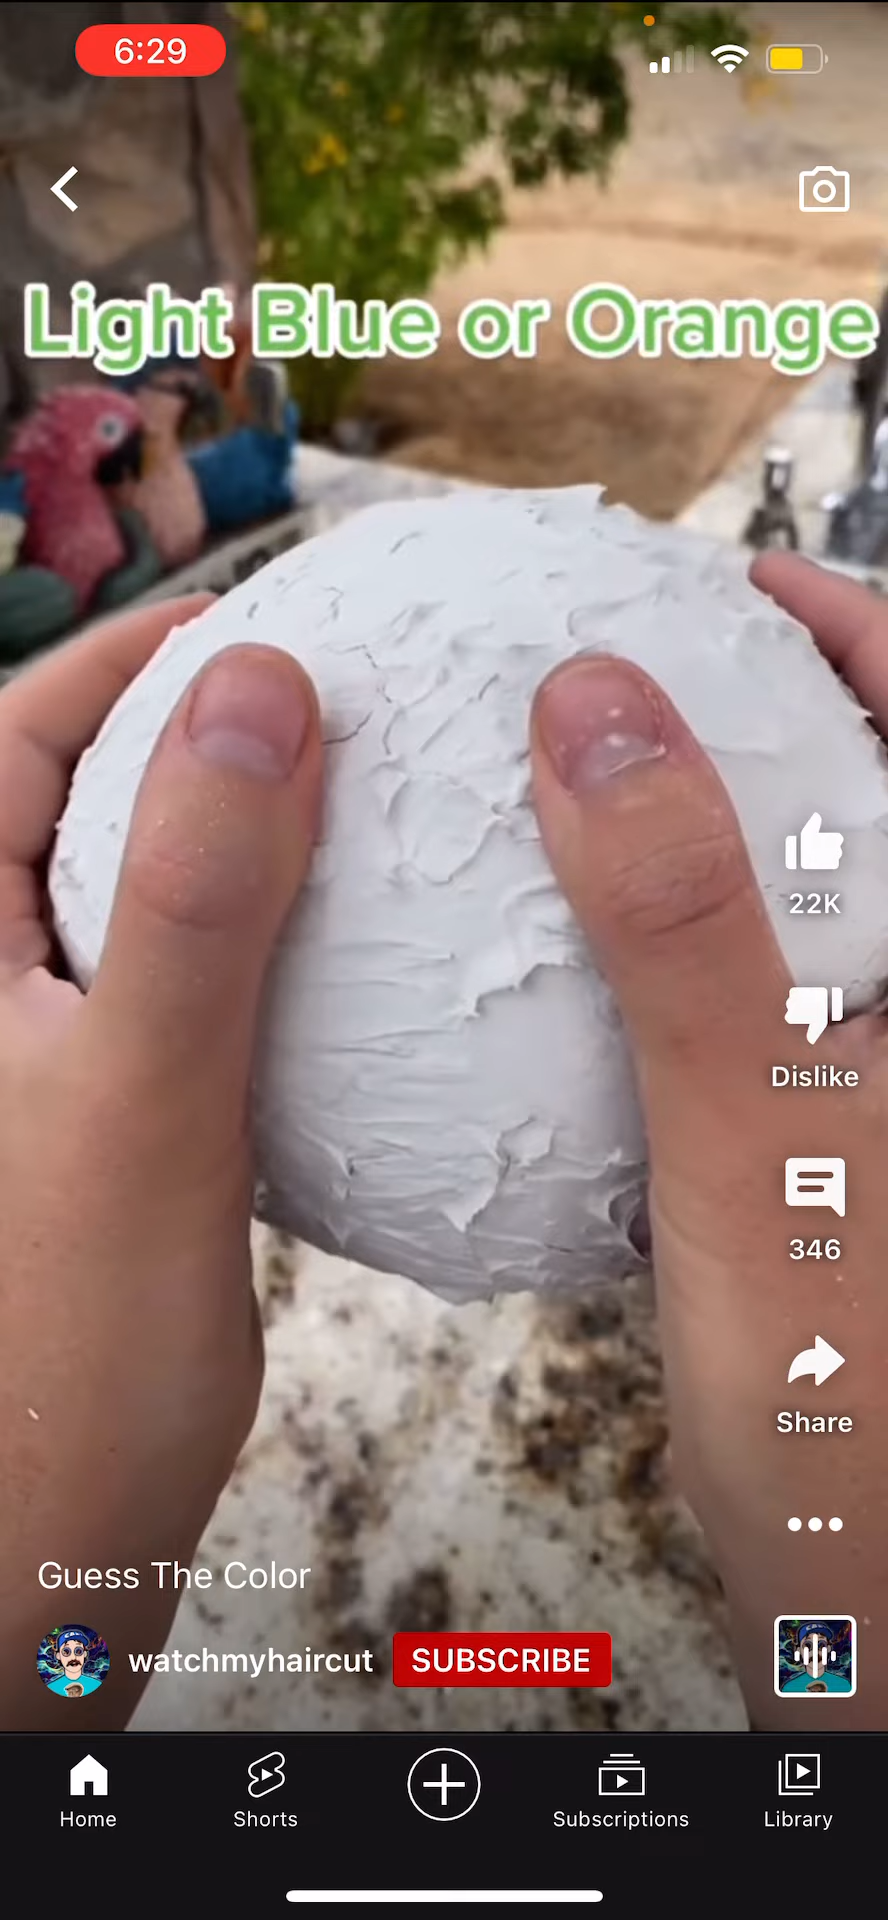 6:29
Light Blue or Orange
22K
Dislike
346
Share
Guess The Color
watchmyhaircut SUBSCRIBE
Home Shorts Subscriptions Library